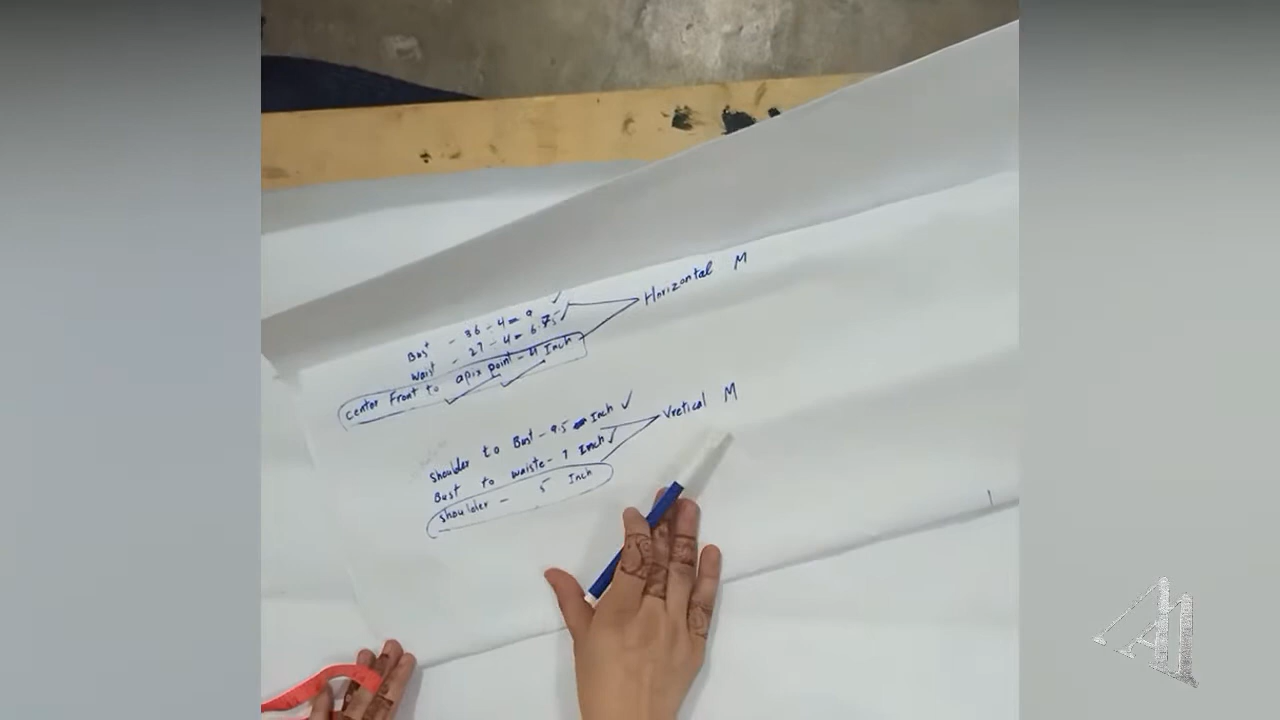 Bust - 36 - 4 = 9
Waist - 27 - 4 = 6.75
Center Front to apix point - 4 Inch
Horizontal M
Shoulder to Bust - 9.5 Inch
Bust to waiste - 7 Inch
Shoulder - 5 Inch
Vretical M